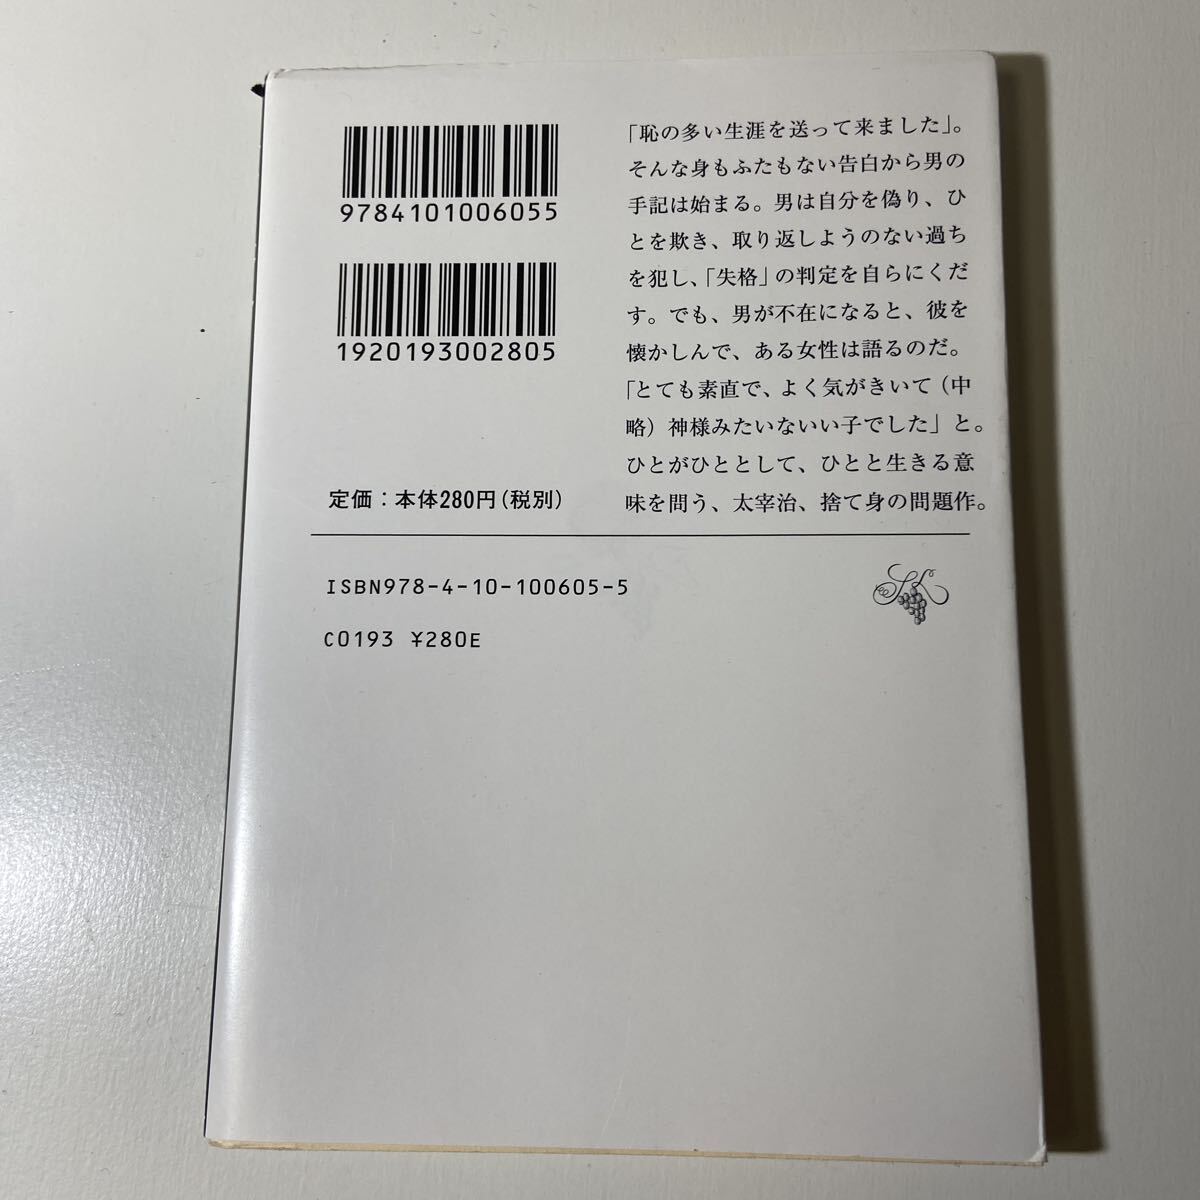 9784101006055
1920193002805
定価：本体280円（税別）
「恥の多い生涯を送って来ました」。
そんな身もふたもない告白から男の
手記は始まる。男は自分を偽り、ひ
とを欺き、取り返しようのない過ち
を犯し、「失格」の判定を自らにくだ
す。でも、男が不在になると、彼を
懐かしんで、ある女性は語るのだ。
「とても素直で、よく気がきいて（中
略）神様みたいないい子でした」と。
ひとがひととして、ひとと生きる意
味を問う、太宰治、捨て身の問題作。
ISBN978-4-10-100605-5
C0193 ¥280E
SK